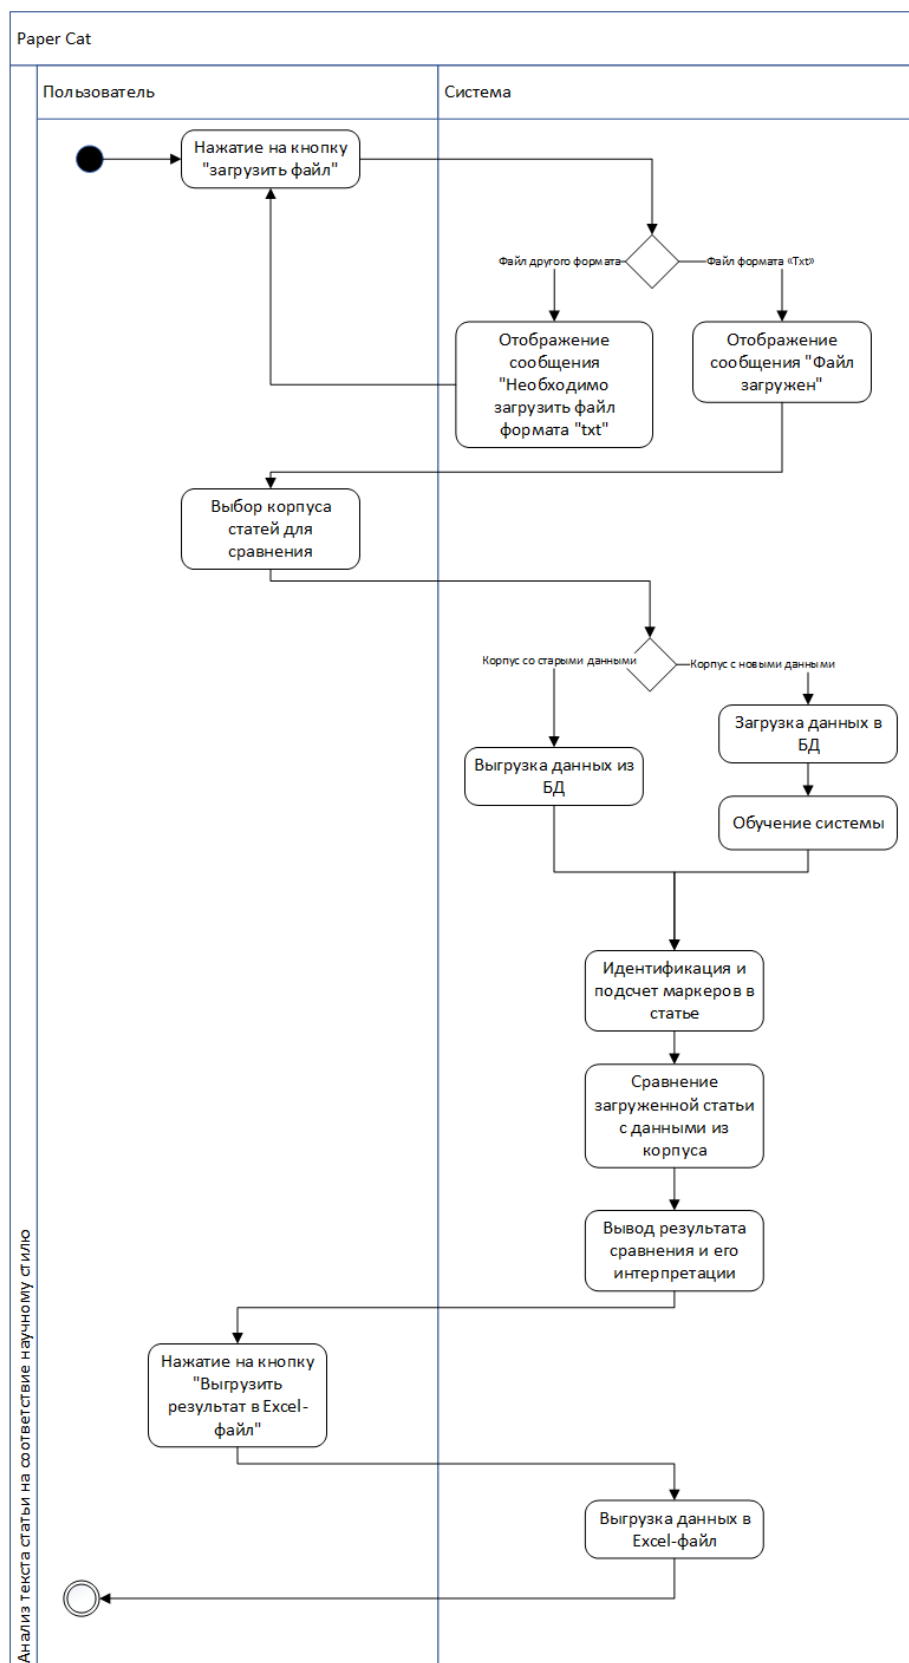 Paper Cat
Пользователь
Система
Нажатие на кнопку
"загрузить файл"
Файл другого формата
Файл формата «Txt»
Отображение
сообщения
"Необходимо
загрузить файл
формата "txt"
Отображение
сообщения "Файл
загружен"
Выбор корпуса
статей для
сравнения
Корпус со старыми данными
Корпус с новыми данными
Загрузка данных в
БД
Выгрузка данных из
БД
Обучение системы
Идентификация и
подсчет маркеров в
статье
Сравнение
загруженной статьи
с данными из
корпуса
Вывод результата
сравнения и его
интерпретации
Нажатие на кнопку
"Выгрузить
результат в Excel-
файл"
Выгрузка данных в
Excel-файл
Анализ текста статьи на соответствие научному стилю